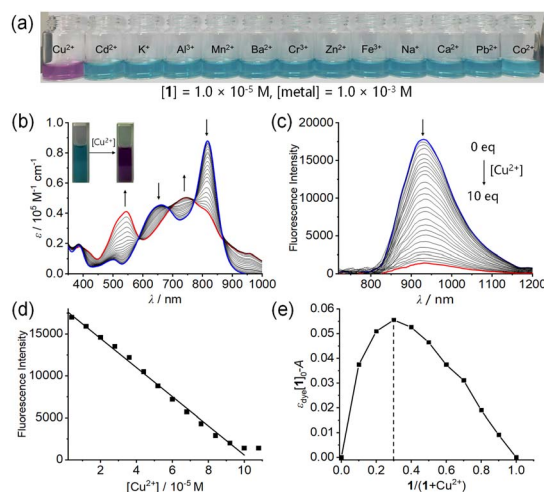 (a)
Cu²⁺ Cd²⁺ K⁺ Al³⁺ Mn²⁺ Ba²⁺ Cr³⁺ Zn²⁺ Fe³⁺ Na⁺ Ca²⁺ Pb²⁺ Co²⁺
[1] = 1.0 × 10⁻⁵ M, [metal] = 1.0 × 10⁻³ M
(b)
[Cu²⁺]
ε / 10⁵ M⁻¹ cm⁻¹
1.0
0.8
0.6
0.4
0.2
0.0
400 500 600 700 800 900 1000
λ / nm
(c)
0 eq
[Cu²⁺]
10 eq
Fluorescence Intensity
20000
15000
10000
5000
0
800 900 1000 1100 1200
λ / nm
(d)
Fluorescence Intensity
15000
10000
5000
0
2 4 6 8 10
[Cu²⁺] / 10⁻⁵ M
(e)
ε dye[1]₀-A
0.06
0.05
0.04
0.03
0.02
0.01
0.00
0.0 0.2 0.4 0.6 0.8 1.0
1/(1+Cu²⁺)